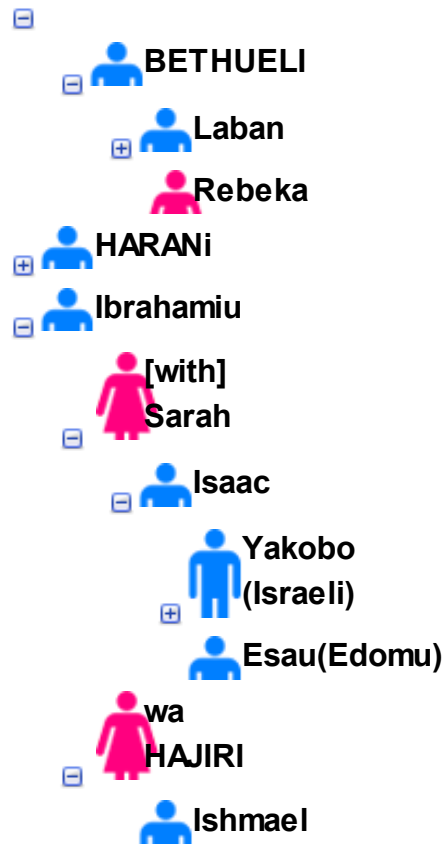 BETHUELI
Laban
Rebeka
HARANi
Ibrahamiu
[with]
Sarah
Isaac
Yakobo
(Israeli)
Esau(Edomu)
wa
HAJIRI
Ishmael